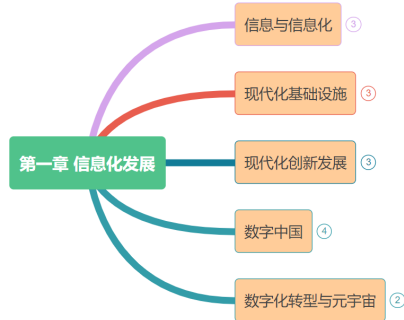 信息与信息化 3
现代化基础设施 3
第一章 信息化发展
现代化创新发展 3
数字中国 4
数字化转型与元宇宙 2